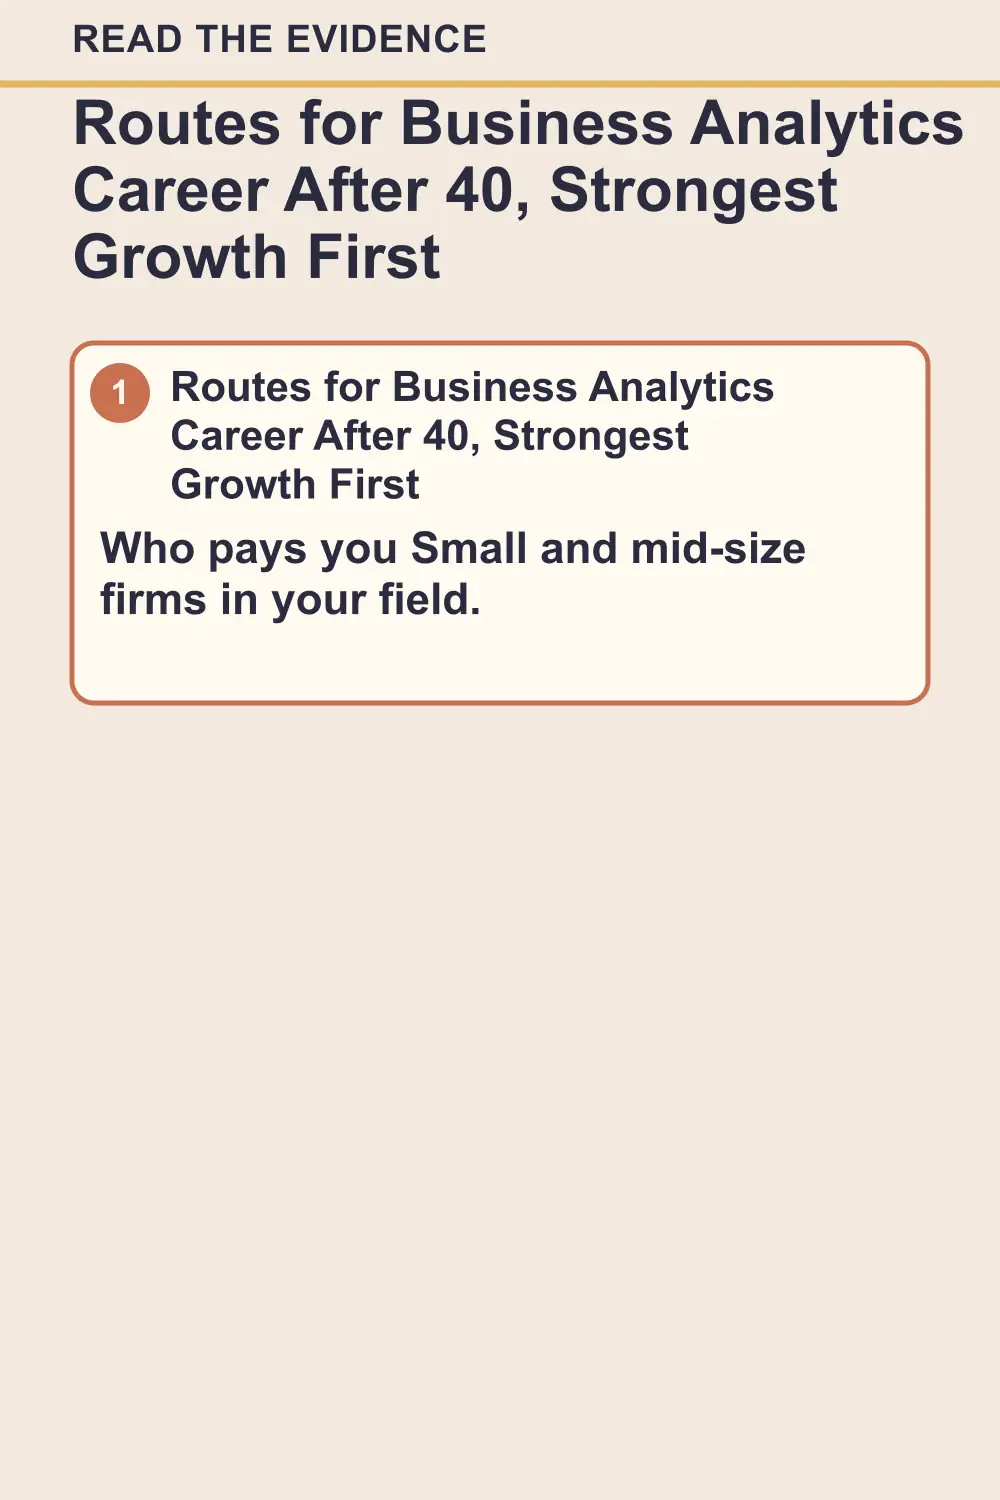 READ THE EVIDENCE
Routes for Business Analytics
Career After 40, Strongest
Growth First
1
Routes for Business Analytics
Career After 40, Strongest
Growth First
Who pays you Small and mid-size
firms in your field.